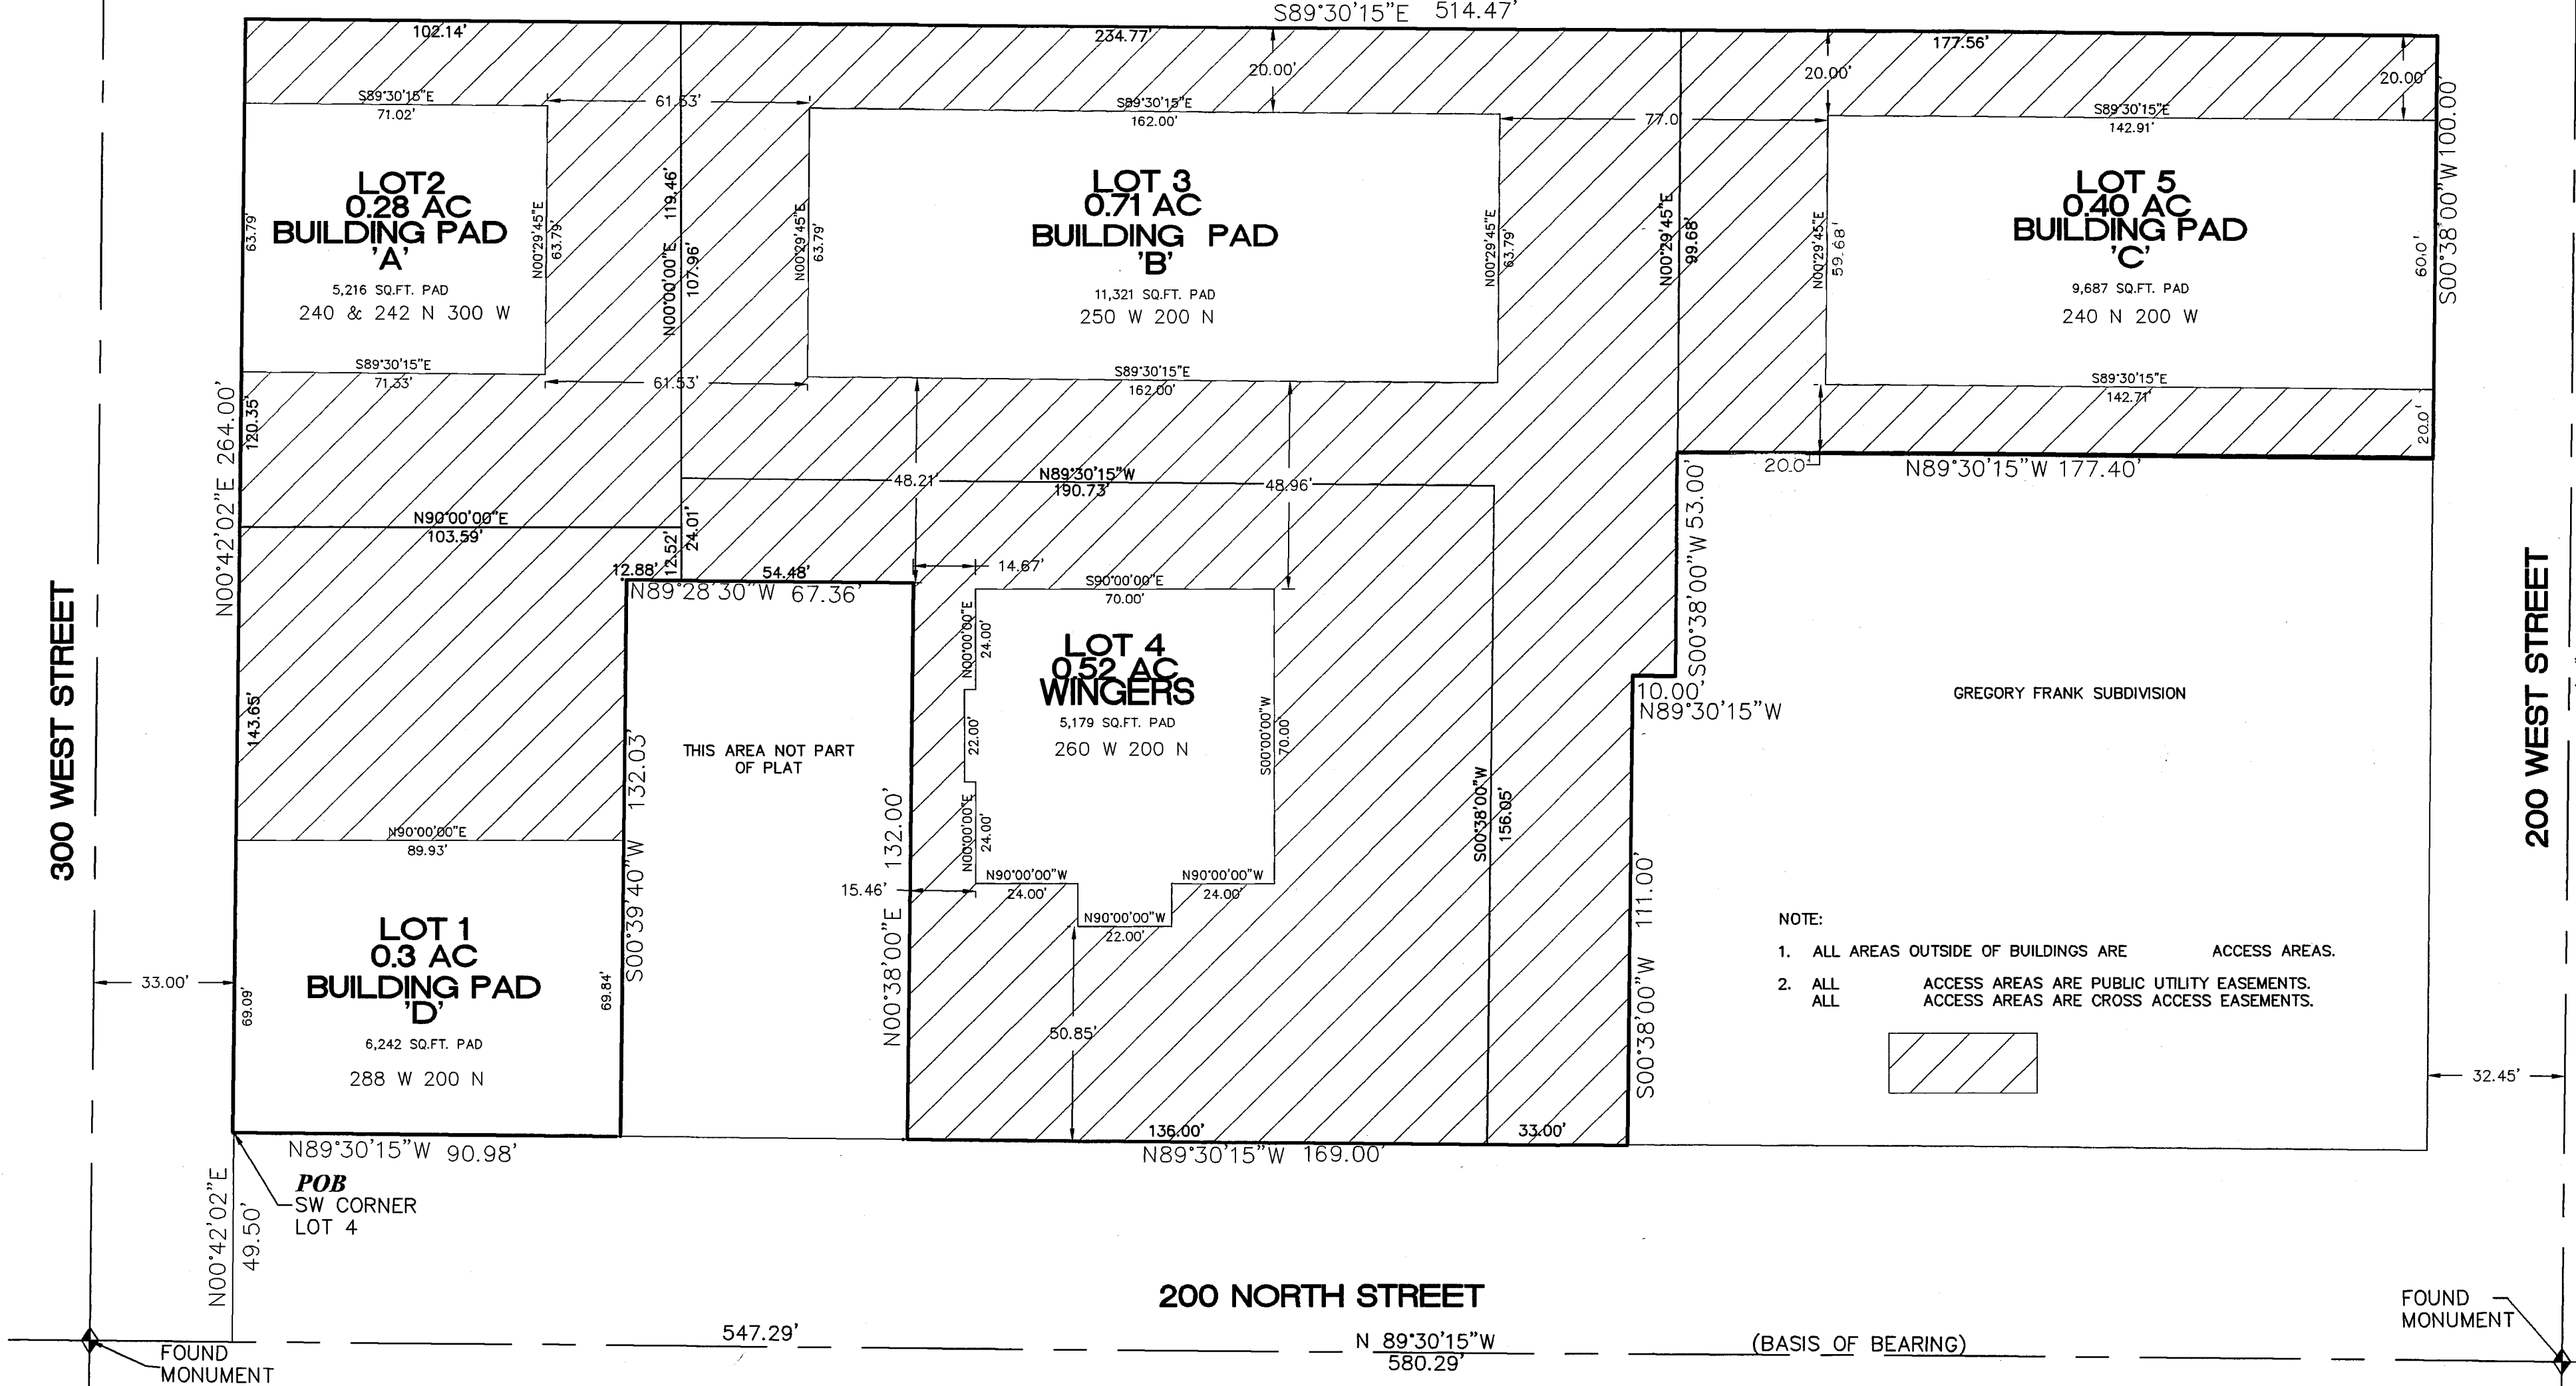 S89°30'15"E 514.47'
102.14'
234.77'
177.56'
20.00'
20.00'
20.00'
S89°30'15"E
71.02'
61.53'
S89°30'15"E
162.00'
77.0
S89°30'15"E
142.91'
S00°38'00"W 100.00'
LOT2
0.28 AC
BUILDING PAD
'A'
5,216 SQ.FT. PAD
240 & 242 N 300 W
63.79'
N00°29'45"E
63.79'
N00°00'00"E
119.46'
107.96'
N00°29'45"E
63.79'
LOT 3
0.71 AC
BUILDING PAD
'B'
11,321 SQ.FT. PAD
250 W 200 N
N00°29'45"E
63.79'
N00°29'45"E
99.68'
N00°29'45"E
59.68'
LOT 5
0.40 AC
BUILDING PAD
'C'
9,687 SQ.FT. PAD
240 N 200 W
60.0'
S89°30'15"E
71.33'
61.53'
S89°30'15"E
162.00'
S89°30'15"E
142.71'
20.0'
N00°42'02"E 264.00'
120.35'
48.21'
N89°30'15"W
190.73'
48.96'
20.0'
N89°30'15"W 177.40'
N90°00'00"E
103.59'
12.52'
24.01'
S00°38'00"W 53.00'
12.88'
54.48'
N89°28'30"W 67.36'
14.67'
S90°00'00"E
70.00'
N00°00'00"E
24.00'
22.00'
N00°00'00"E
24.00'
LOT 4
0.52 AC
WINGERS
5,179 SQ.FT. PAD
260 W 200 N
S00°00'00"W
70.00'
10.00'
N89°30'15"W
GREGORY FRANK SUBDIVISION
300 WEST STREET
200 WEST STREET
143.65'
S00°39'40"W 132.03'
THIS AREA NOT PART
OF PLAT
N00°38'00"E 132.00'
S00°38'00"W
156.05'
S00°38'00"W 111.00'
N90°00'00"E
89.93'
15.46'
N90°00'00"W
24.00'
N90°00'00"W
22.00'
N90°00'00"W
24.00'
50.85'
33.00'
69.09'
LOT 1
0.3 AC
BUILDING PAD
'D'
6,242 SQ.FT. PAD
288 W 200 N
69.84'
NOTE:
1. ALL AREAS OUTSIDE OF BUILDINGS ARE ACCESS AREAS.
2. ALL ACCESS AREAS ARE PUBLIC UTILITY EASEMENTS.
ALL ACCESS AREAS ARE CROSS ACCESS EASEMENTS.
32.45'
136.00'
33.00'
N89°30'15"W 90.98'
N89°30'15"W 169.00'
POB
SW CORNER
LOT 4
N00°42'02"E
49.50'
200 NORTH STREET
547.29'
N 89°30'15"W
580.29'
(BASIS OF BEARING)
FOUND
MONUMENT
FOUND
MONUMENT